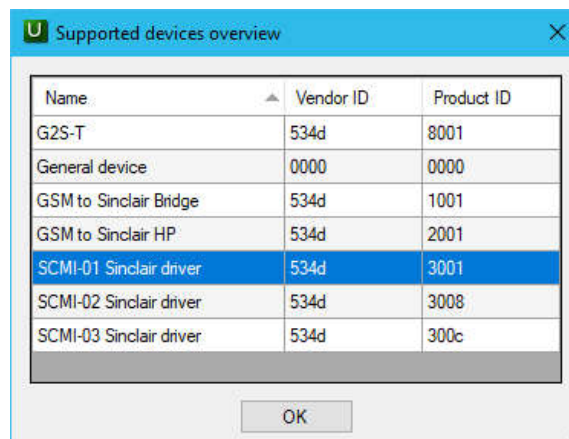 Supported devices overview
Name Vendor ID Product ID
G2S-T 534d 8001
General device 0000 0000
GSM to Sinclair Bridge 534d 1001
GSM to Sinclair HP 534d 2001
SCMI-01 Sinclair driver 534d 3001
SCMI-02 Sinclair driver 534d 3008
SCMI-03 Sinclair driver 534d 300c
OK